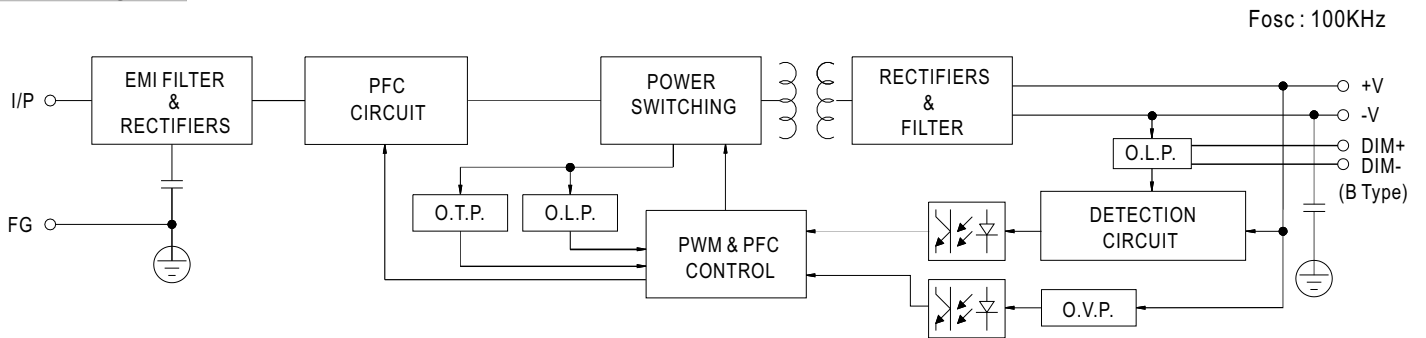 Fosc : 100KHz
I/P
EMI FILTER
&
RECTIFIERS
PFC
CIRCUIT
POWER
SWITCHING
RECTIFIERS
&
FILTER
+V
-V
DIM+
DIM-
(B Type)
O.L.P.
FG
O.T.P.
O.L.P.
PWM & PFC
CONTROL
DETECTION
CIRCUIT
O.V.P.